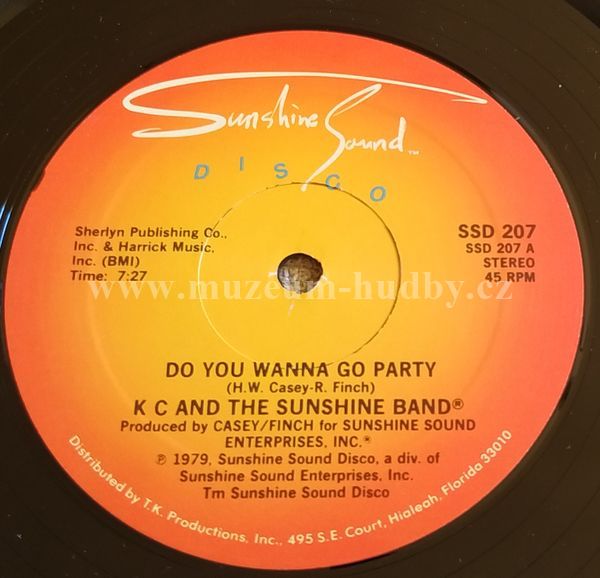 Sunshine Sound TM
DISCO
Sherlyn Publishing Co.,
Inc. & Harrick Music,
Inc. (BMI)
Time: 7:27
SSD 207
SSD 207 A
STEREO
45 RPM
www.muzeum-hudby.cz
DO YOU WANNA GO PARTY
(H.W. Casey-R. Finch)
K C AND THE SUNSHINE BAND®
Produced by CASEY/FINCH for SUNSHINE SOUND
ENTERPRISES, INC.®
℗ 1979, Sunshine Sound Disco, a div. of
Sunshine Sound Enterprises, Inc.
Tm Sunshine Sound Disco
Distributed by T.K. Productions, Inc., 495 S.E. Court, Hialeah, Florida 33010